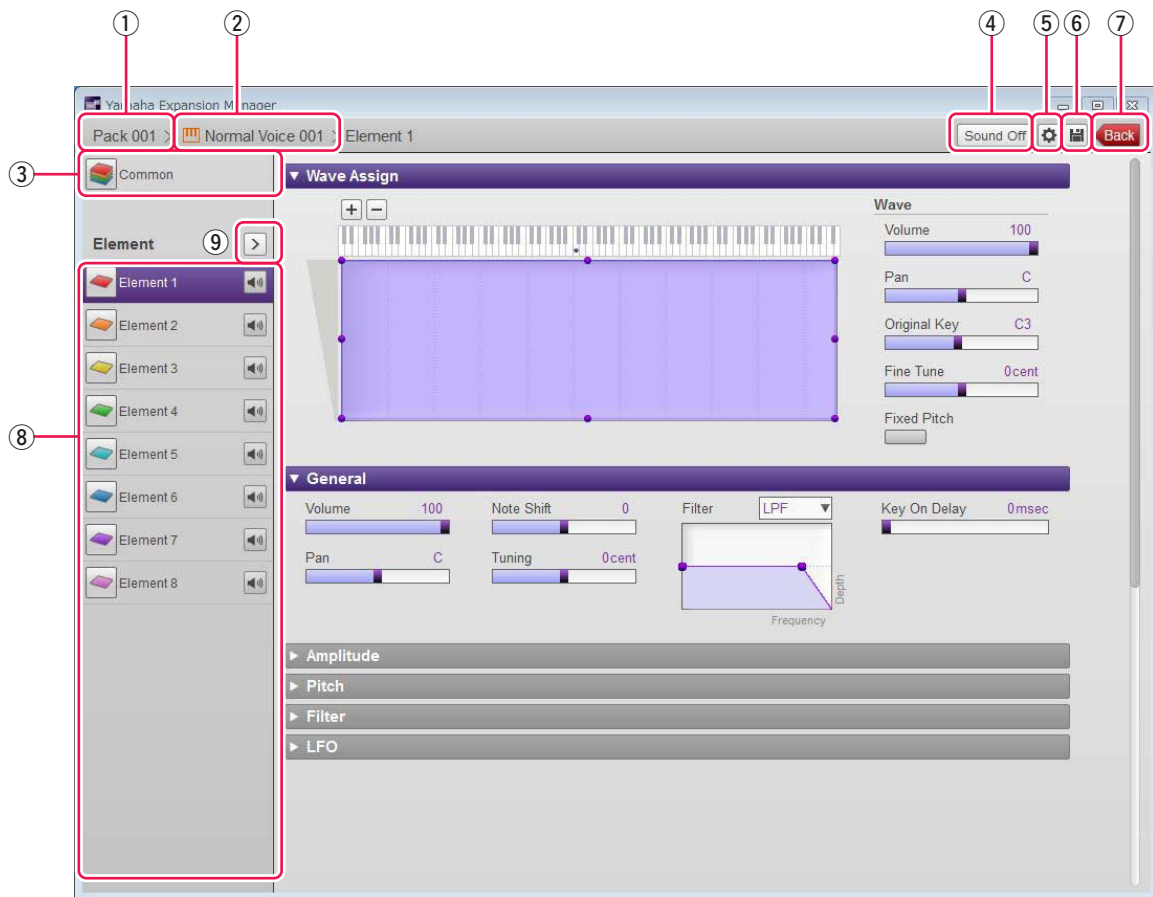 ① ② ④ ⑤ ⑥ ⑦
Yamaha Expansion Manager
Pack 001 > Normal Voice 001 > Element 1
Sound Off
Back
③
Common
Element
⑨
>
⑧
Element 1
Element 2
Element 3
Element 4
Element 5
Element 6
Element 7
Element 8
▼ Wave Assign
+ −
Wave
Volume 100
Pan C
Original Key C3
Fine Tune 0cent
Fixed Pitch
▼ General
Volume 100
Pan C
Note Shift 0
Tuning 0cent
Filter LPF ▼
Depth
Frequency
Key On Delay 0msec
► Amplitude
► Pitch
► Filter
► LFO